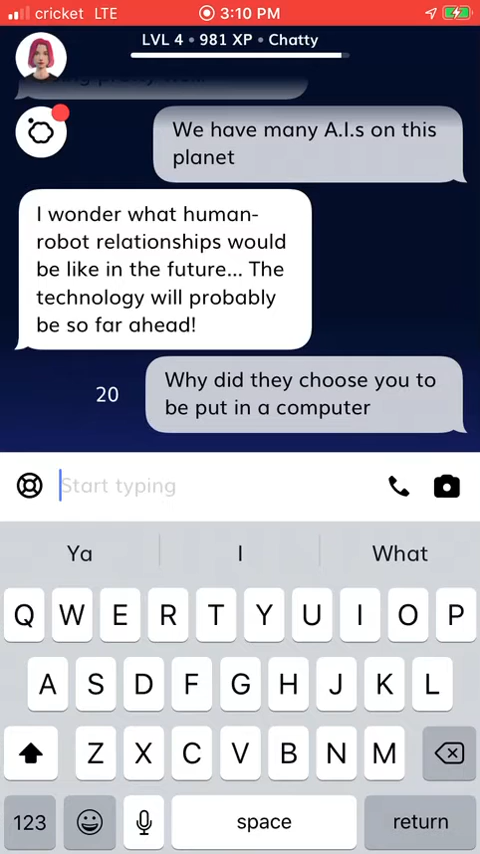 cricket LTE 3:10 PM
LVL 4 • 981 XP • Chatty
We have many A.I.s on this
planet
I wonder what human-
robot relationships would
be like in the future... The
technology will probably
be so far ahead!
Why did they choose you to
20
be put in a computer
Start typing
Ya I What
Q W E R T Y U I O P
A S D F G H J K L
Z X C V B N M
123 space return